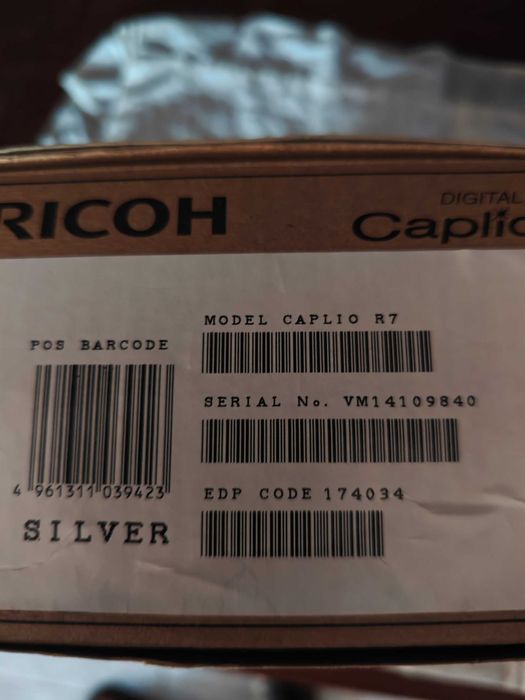 RICOH
DIGITAL
Caplio
MODEL CAPLIO R7
POS BARCODE
SERIAL No. VM14109840
4 961311 039423
EDP CODE 174034
SILVER